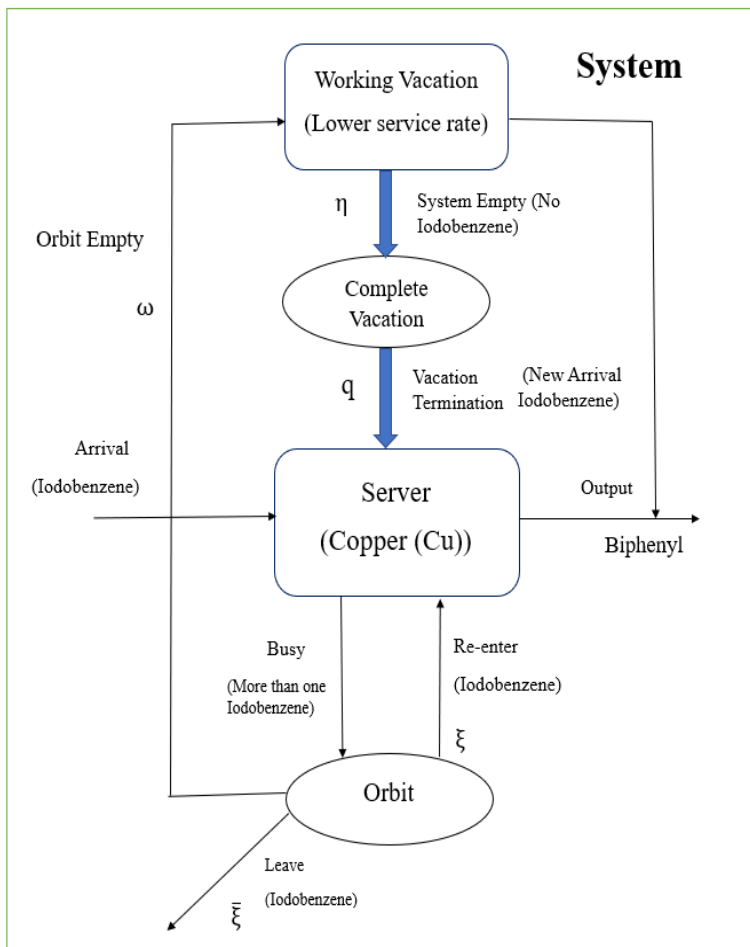 System
Working Vacation
(Lower service rate)
η
System Empty (No
Iodobenzene)
Orbit Empty
ω
Complete
Vacation
q
Vacation
Termination
(New Arrival
Iodobenzene)
Arrival
(Iodobenzene)
Server
(Copper (Cu))
Output
Biphenyl
Busy
(More than one
Iodobenzene)
Re-enter
(Iodobenzene)
ξ
Orbit
Leave
(Iodobenzene)
ξ̄